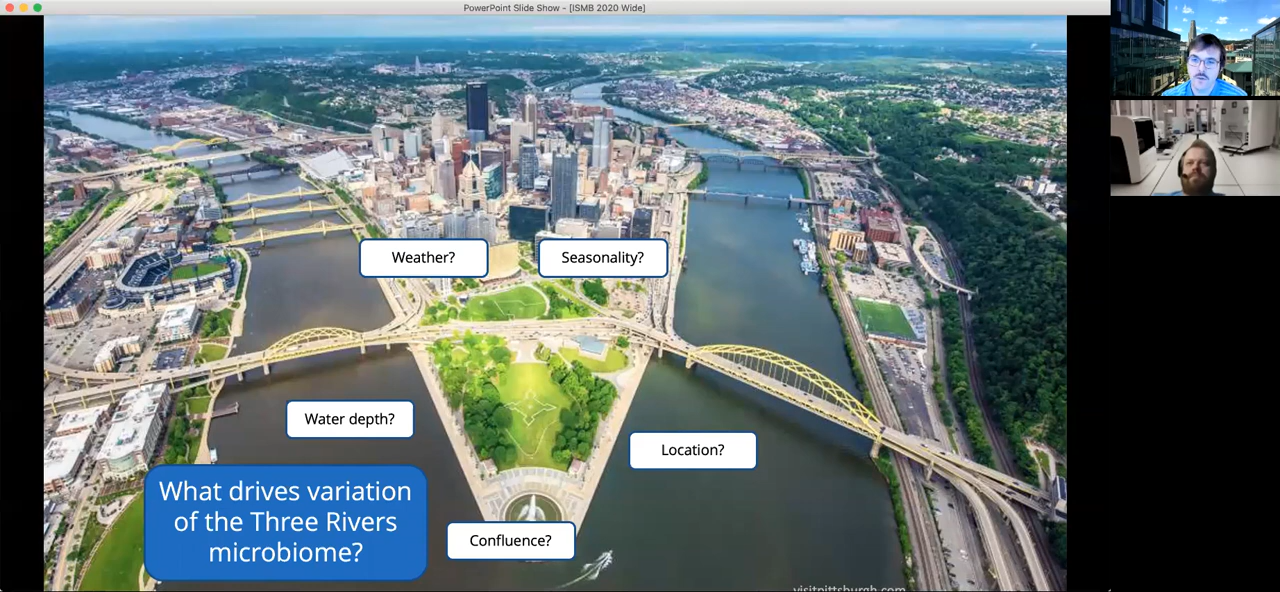 PowerPoint Slide Show - [ISMB 2020 Wide]
Weather?
Seasonality?
Water depth?
Location?
What drives variation
of the Three Rivers
microbiome?
Confluence?
visitpittsburgh.com